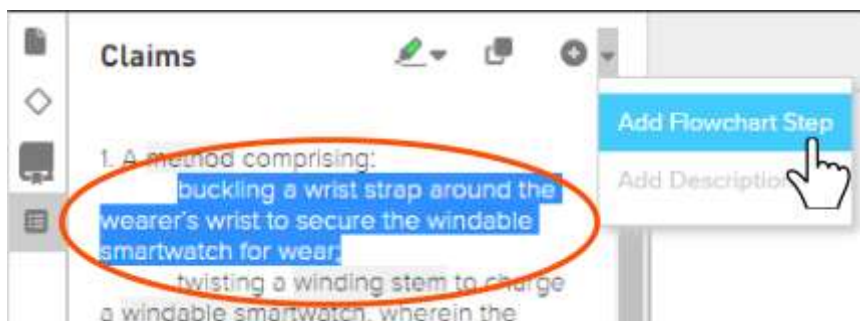 Claims
Add Flowchart Step
Add Description
1. A method comprising:
buckling a wrist strap around the
wearer's wrist to secure the windable
smartwatch for wear;
twisting a winding stem to charge
a windable smartwatch, wherein the